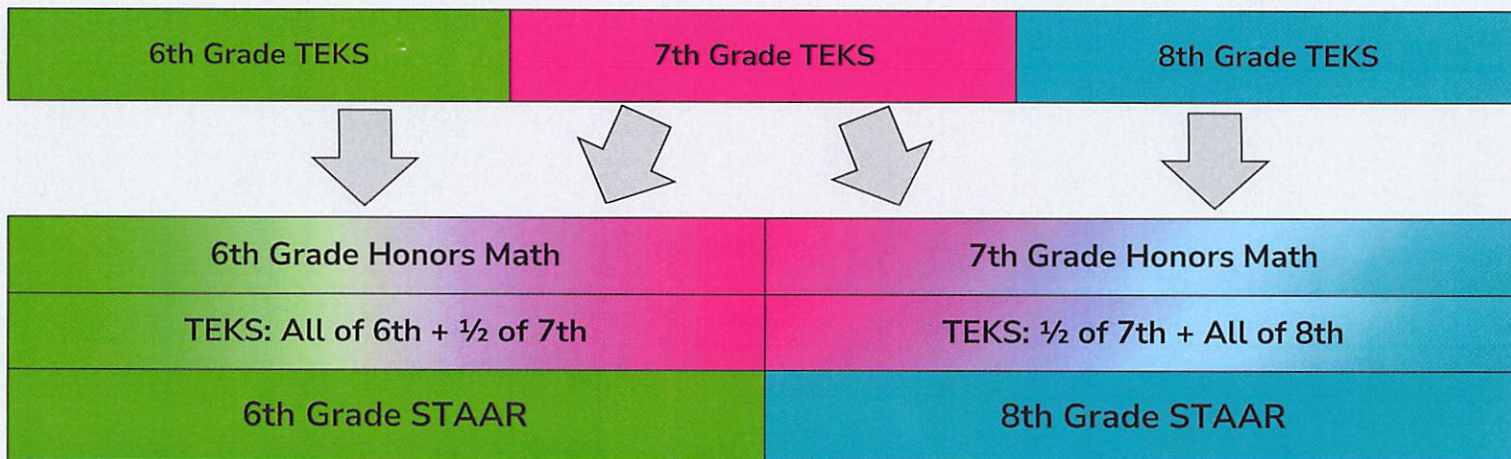 6th Grade TEKS
7th Grade TEKS
8th Grade TEKS
6th Grade Honors Math
7th Grade Honors Math
TEKS: All of 6th + ½ of 7th
TEKS: ½ of 7th + All of 8th
6th Grade STAAR
8th Grade STAAR